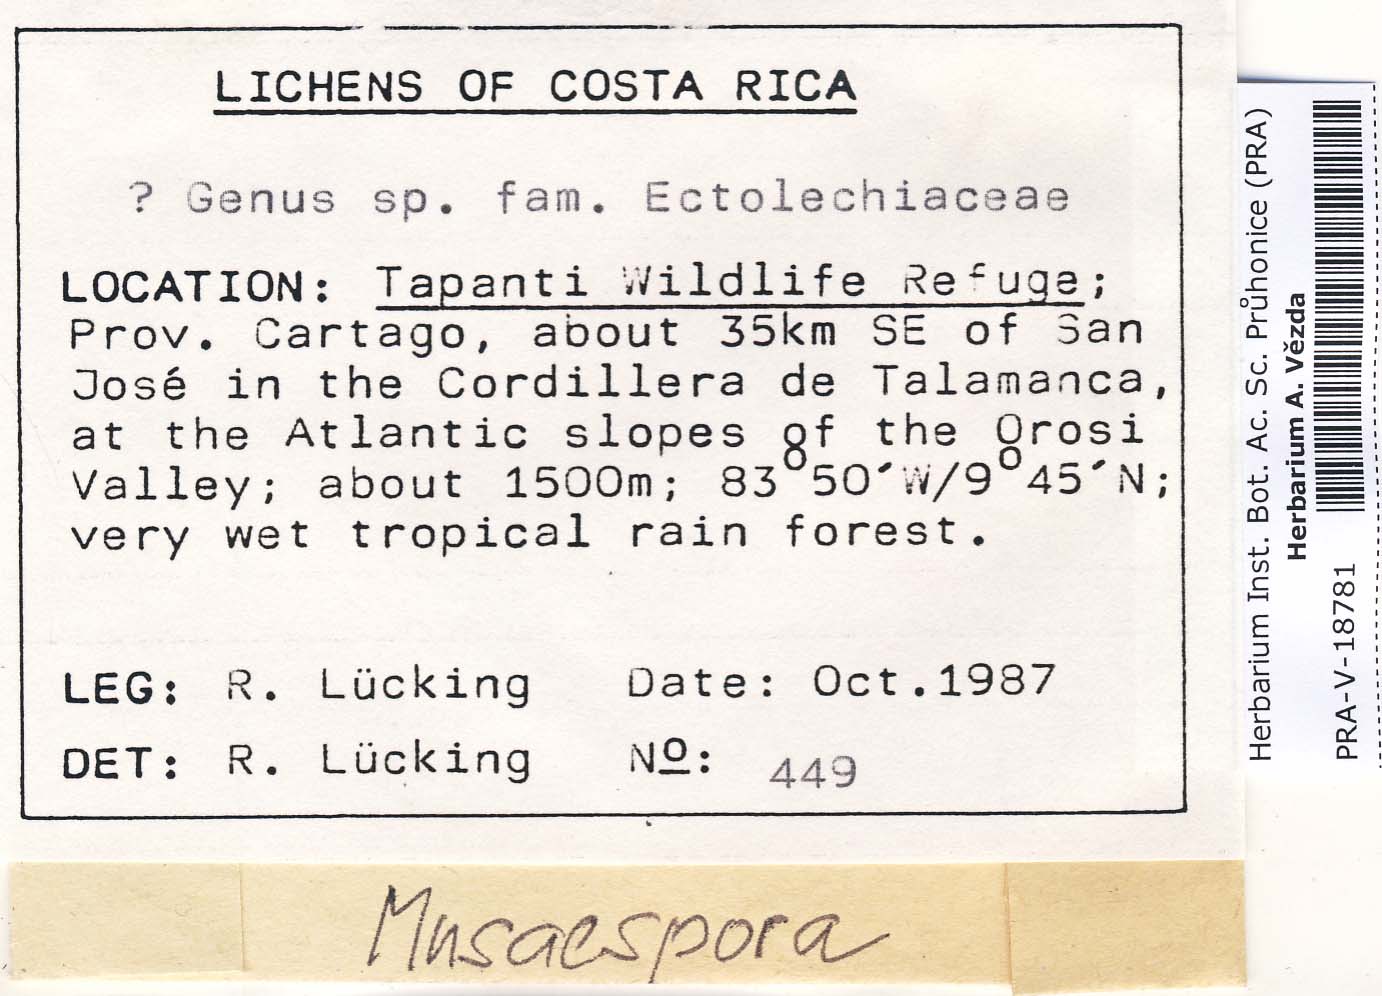 LICHENS OF COSTA RICA
? Genus sp. fam. Ectolechiaceae
LOCATION: Tapanti Wildlife Refuge;
Prov. Cartago, about 35km SE of San
José in the Cordillera de Talamanca,
at the Atlantic slopes of the Orosi
Valley; about 1500m; 83°50´W/9°45´N;
very wet tropical rain forest.
LEG: R. Lücking Date: Oct.1987
DET: R. Lücking Nº: 449
Musaespora
Herbarium Inst. Bot. Ac. Sc. Průhonice (PRA)
Herbarium A. Vězda
PRA-V-18781